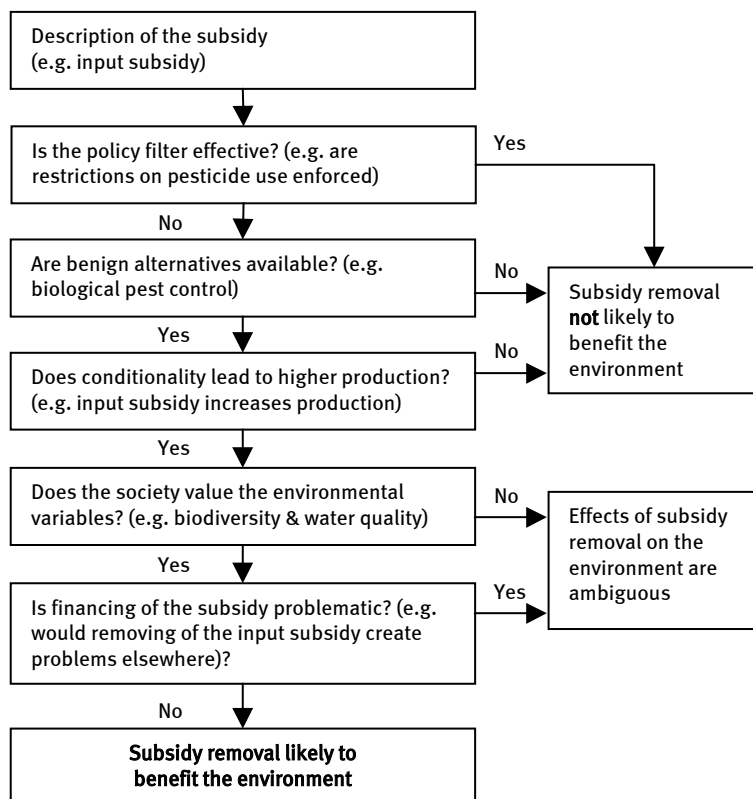 Description of the subsidy
(e.g. input subsidy)
Is the policy filter effective? (e.g. are
restrictions on pesticide use enforced)
Yes
No
Are benign alternatives available? (e.g.
biological pest control)
No
Subsidy removal
not likely to
benefit the
environment
Yes
Does conditionality lead to higher production?
(e.g. input subsidy increases production)
No
Yes
Does the society value the environmental
variables? (e.g. biodiversity & water quality)
No
Effects of subsidy
removal on the
environment are
ambiguous
Yes
Is financing of the subsidy problematic? (e.g.
would removing of the input subsidy create
problems elsewhere)?
Yes
No
Subsidy removal likely to
benefit the environment